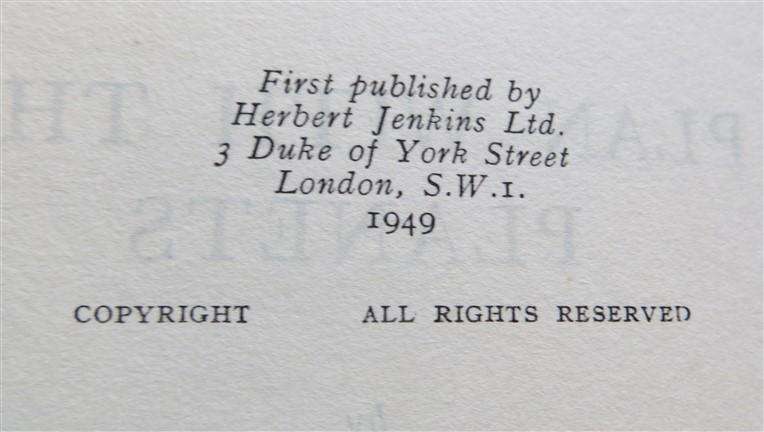 First published by
Herbert Jenkins Ltd.
3 Duke of York Street
London, S.W.1.
1949
COPYRIGHT ALL RIGHTS RESERVED